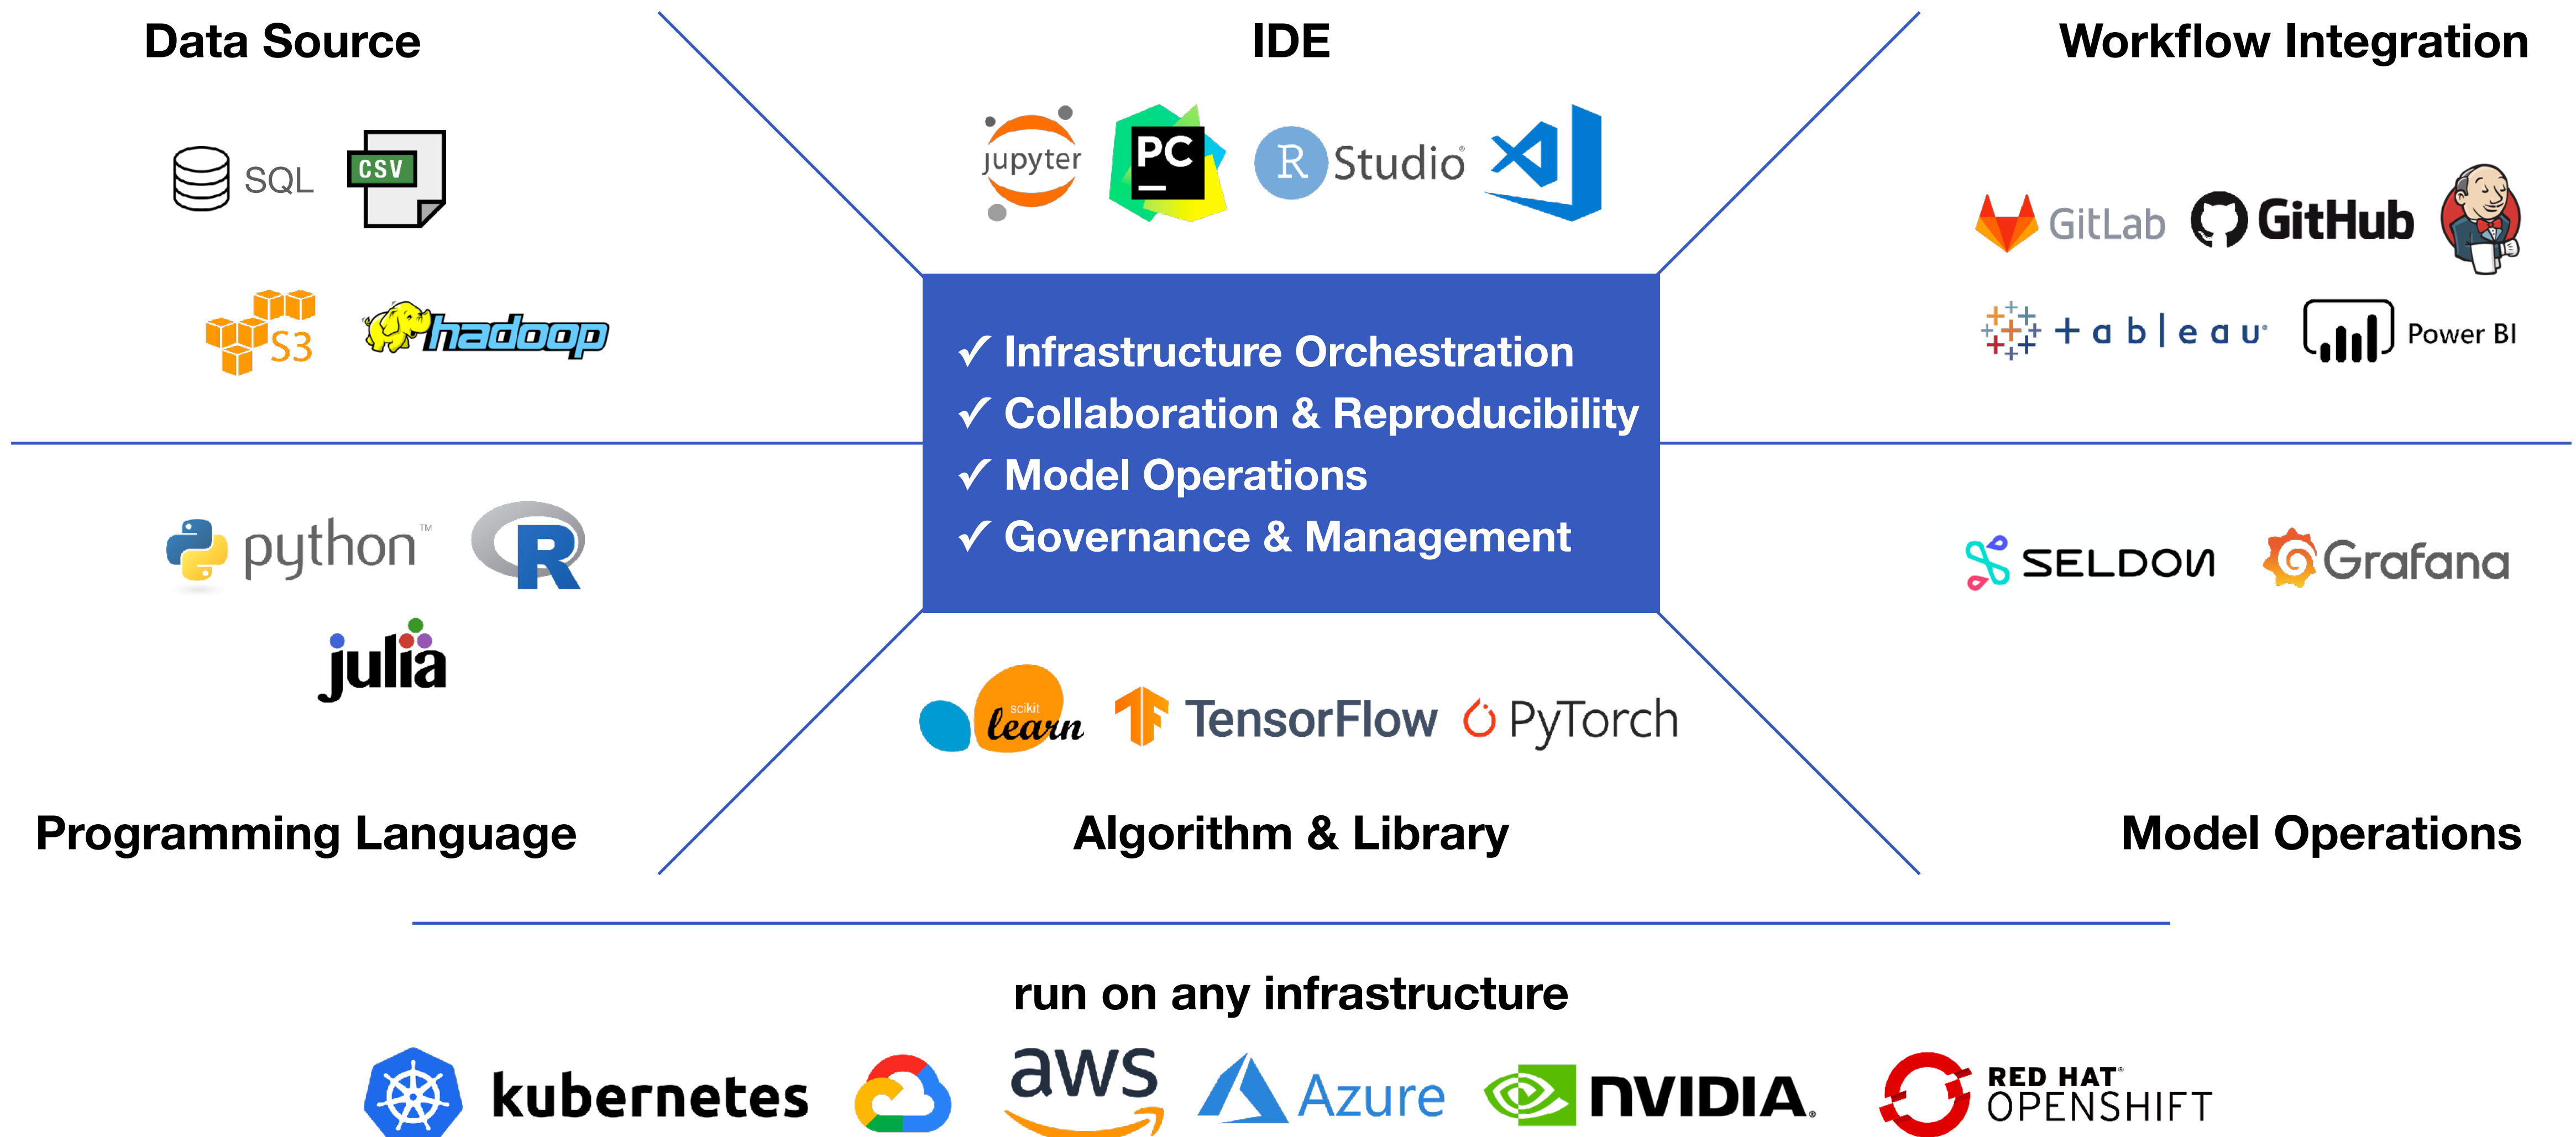 Data Source
IDE
Workflow Integration
SQL
CSV
jupyter
PC
R Studio®
GitLab
GitHub
S3
hadoop
+ableau®
Power BI
✓ Infrastructure Orchestration
✓ Collaboration & Reproducibility
✓ Model Operations
✓ Governance & Management
python™
R
julia
SELDON
Grafana
scikit
learn
TensorFlow
PyTorch
Programming Language
Algorithm & Library
Model Operations
run on any infrastructure
kubernetes
aws
Azure
NVIDIA®
RED HAT®
OPENSHIFT